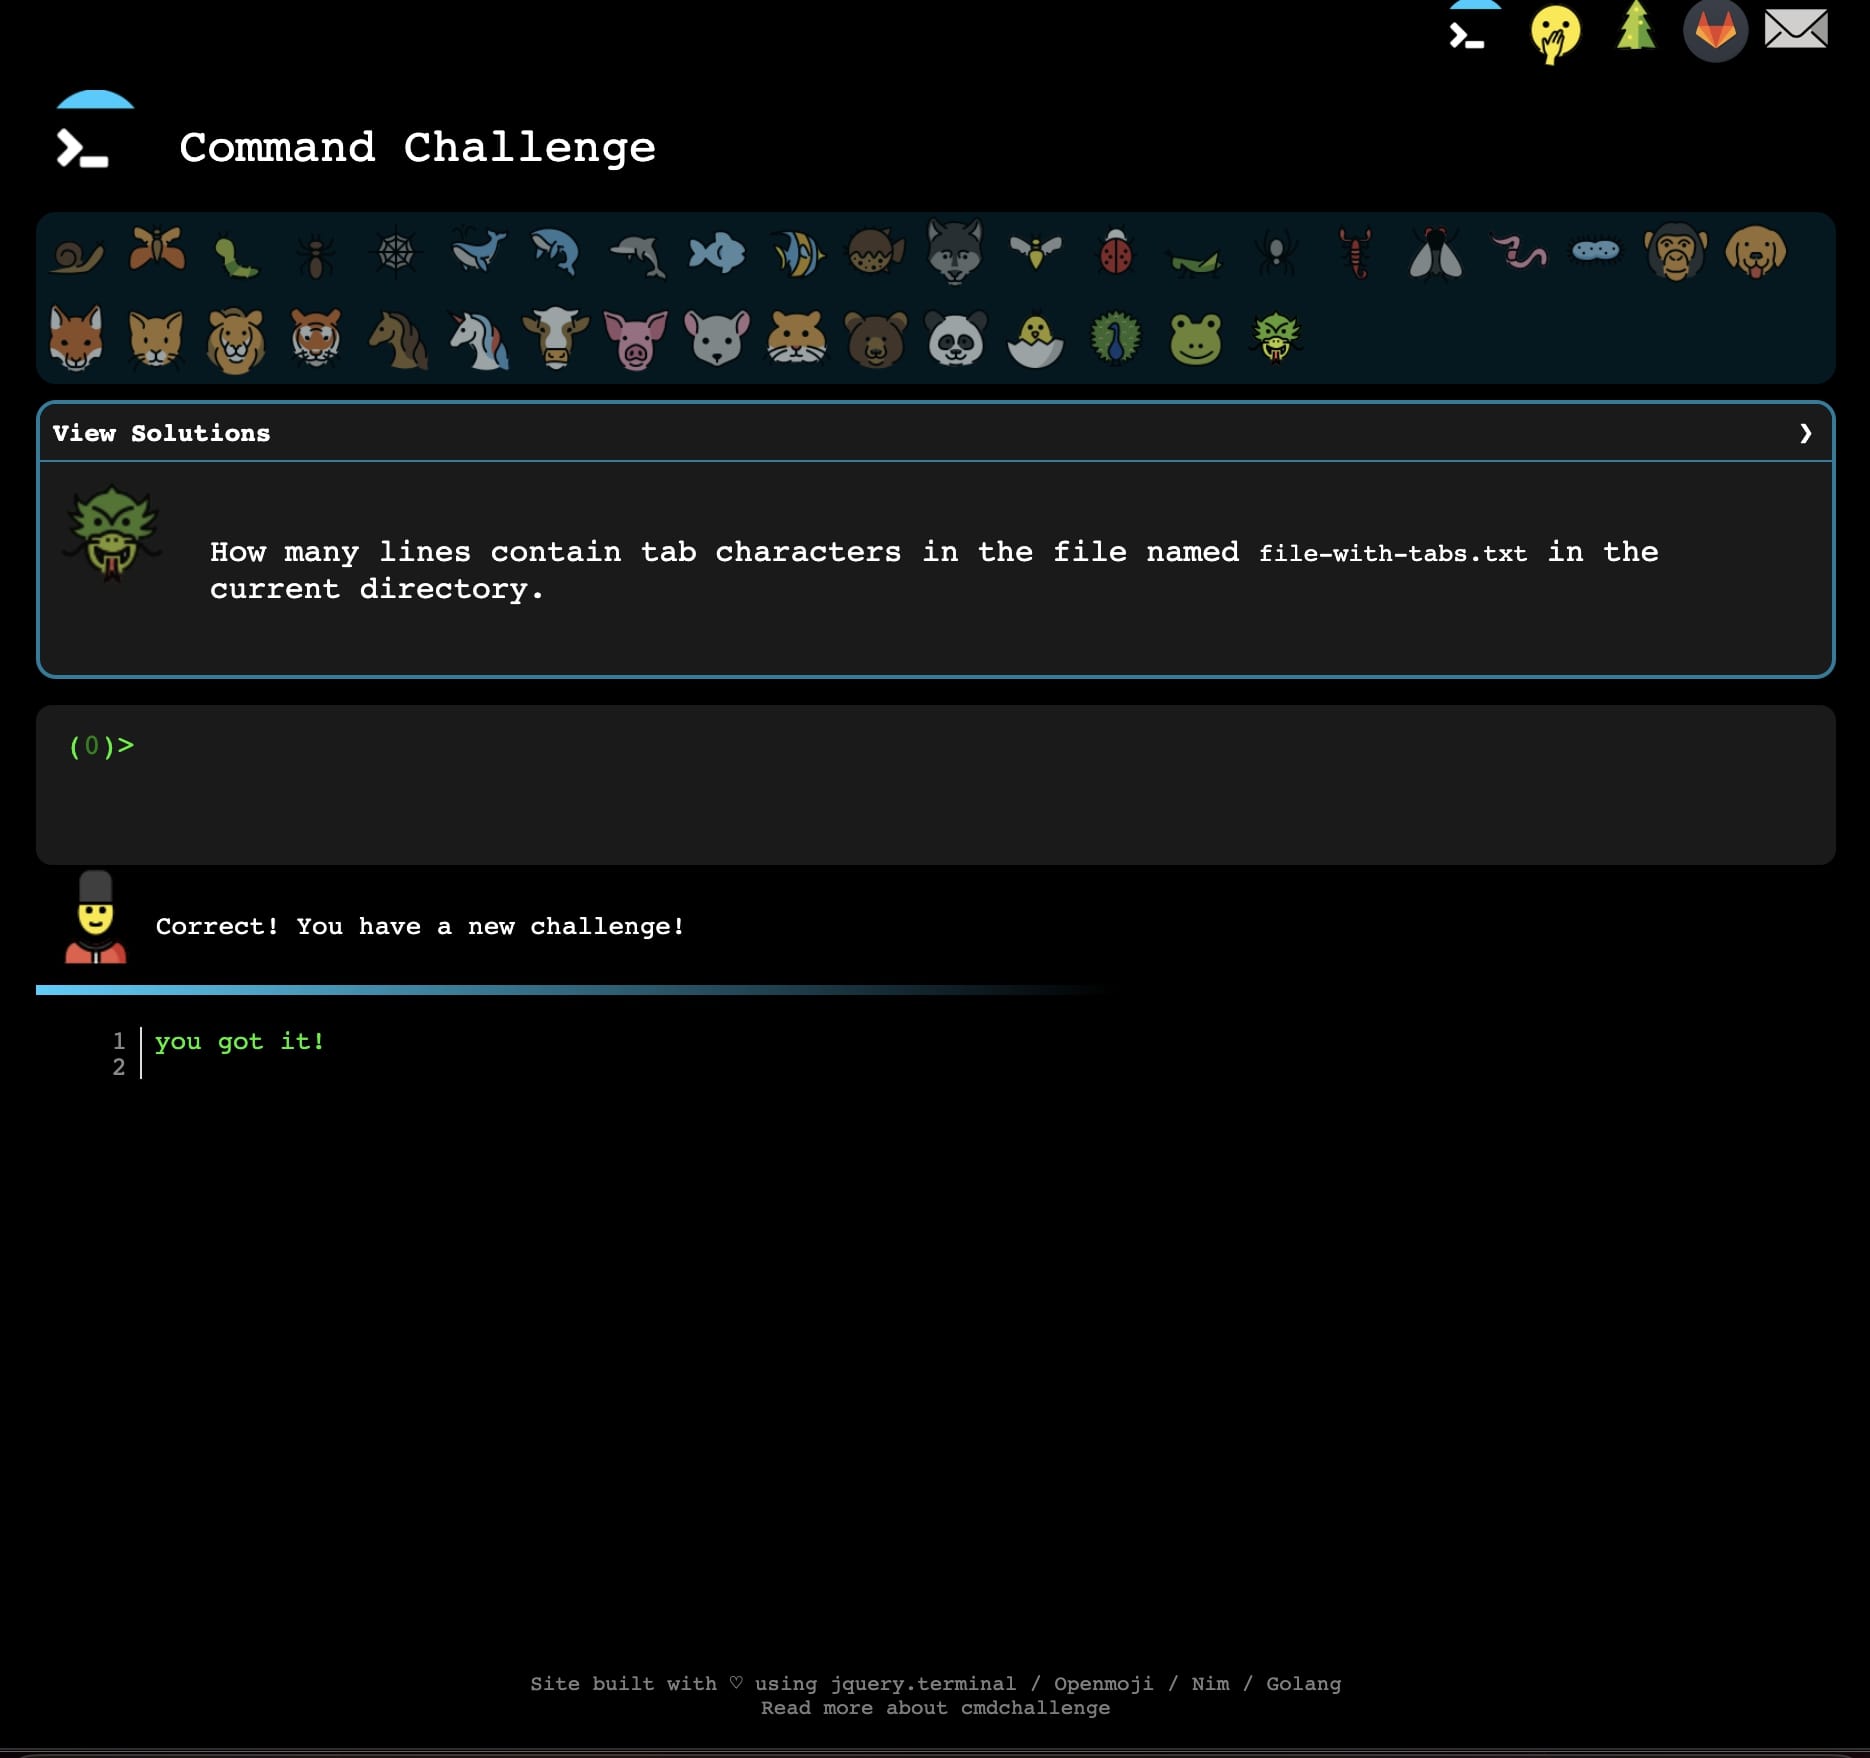 Command Challenge
View Solutions ❯
How many lines contain tab characters in the file named file-with-tabs.txt in the
current directory.
(0)>
Correct! You have a new challenge!
1 you got it!
2
Site built with ♡ using jquery.terminal / Openmoji / Nim / Golang
Read more about cmdchallenge